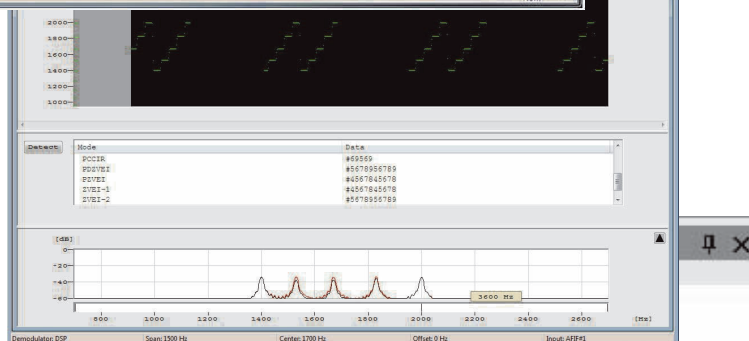 2000
1800
1600
1400
1200
1000
Detect
Mode Data
PCCIR #69569
PDZVEI #5678956789
PZVEI #4567845678
ZVEI-1 #4567845678
ZVEI-2 #5678956789
[dB]
0
-20
-40
-60
3600 Hz
800 1000 1200 1400 1600 1800 2000 2200 2400 2600 [Hz]
Demodulator: DSP Span: 1500 Hz Center: 1700 Hz Offset: 0 Hz Input: AFIF#1